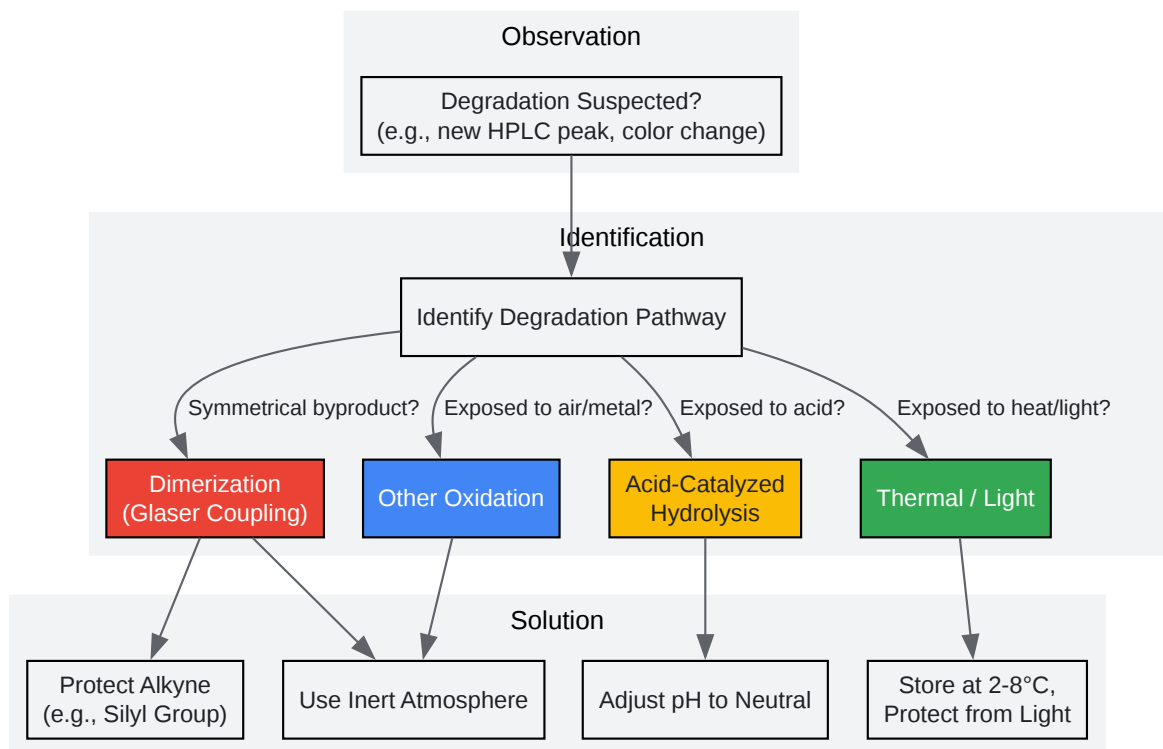 Observation
Degradation Suspected?
(e.g., new HPLC peak, color change)
Identification
Identify Degradation Pathway
Symmetrical byproduct?
Exposed to air/metal?
Exposed to acid?
Exposed to heat/light?
Dimerization
(Glaser Coupling)
Other Oxidation
Acid-Catalyzed
Hydrolysis
Thermal / Light
Solution
Protect Alkyne
(e.g., Silyl Group)
Use Inert Atmosphere
Adjust pH to Neutral
Store at 2-8°C,
Protect from Light